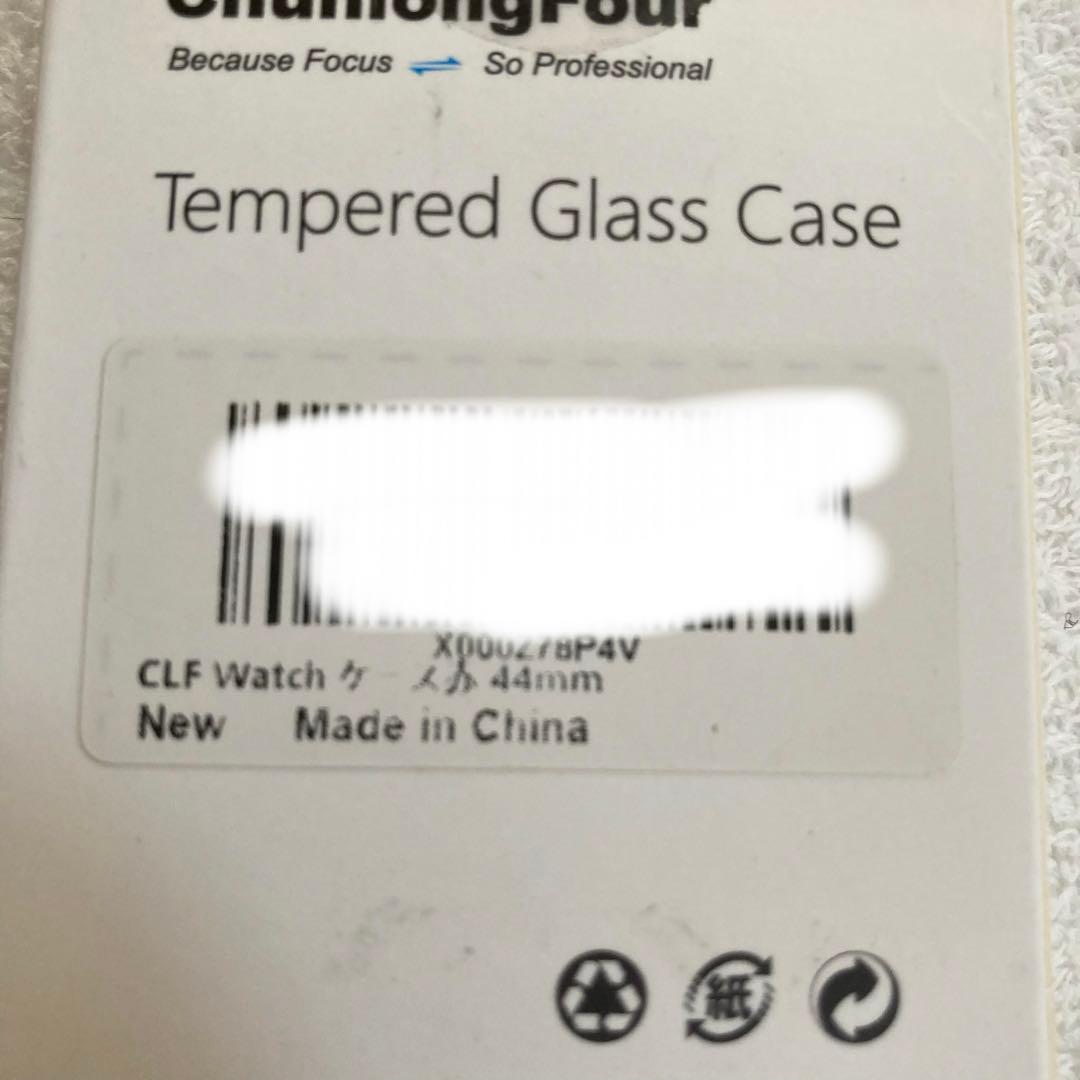 ChunlongFour
Because Focus ⇌ So Professional
Tempered Glass Case
X000278P4V
CLF Watch ケース 44mm
New Made in China
紙